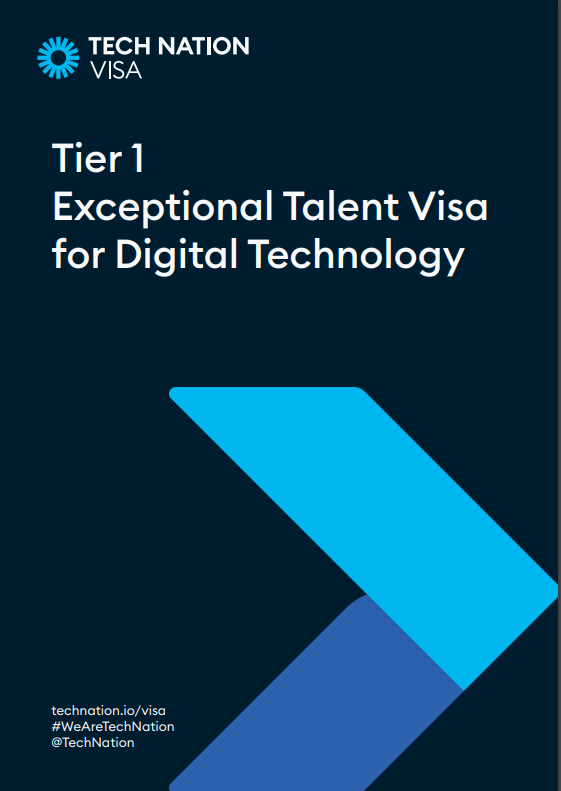 TECH NATION
VISA
Tier 1
Exceptional Talent Visa
for Digital Technology
technation.io/visa
#WeAreTechNation
@TechNation